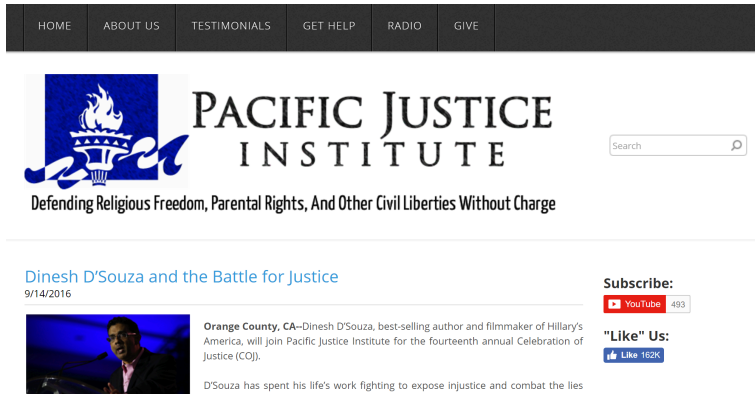 HOME ABOUT US TESTIMONIALS GET HELP RADIO GIVE
PACIFIC JUSTICE
INSTITUTE
Defending Religious Freedom, Parental Rights, And Other Civil Liberties Without Charge
Search
Dinesh D’Souza and the Battle for Justice
9/14/2016
Orange County, CA--Dinesh D’Souza, best-selling author and filmmaker of Hillary’s
America, will join Pacific Justice Institute for the fourteenth annual Celebration of
Justice (COJ).
D’Souza has spent his life’s work fighting to expose injustice and combat the lies
Subscribe:
YouTube 493
"Like" Us:
Like 162K